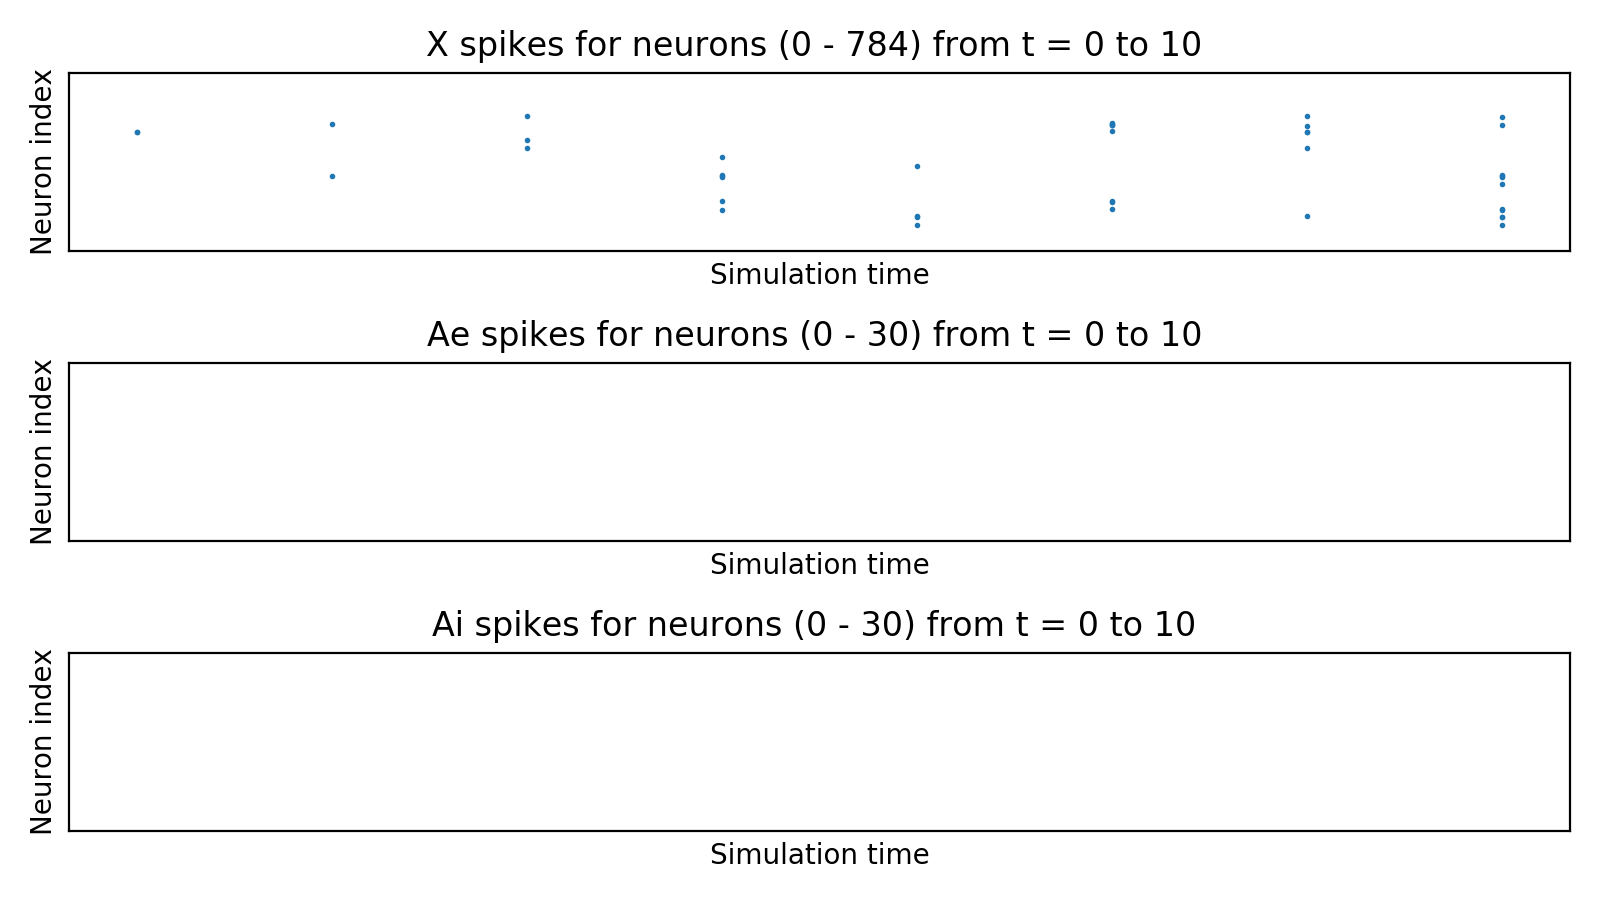 X spikes for neurons (0 - 784) from t = 0 to 10
Neuron index
Simulation time
Ae spikes for neurons (0 - 30) from t = 0 to 10
Neuron index
Simulation time
Ai spikes for neurons (0 - 30) from t = 0 to 10
Neuron index
Simulation time